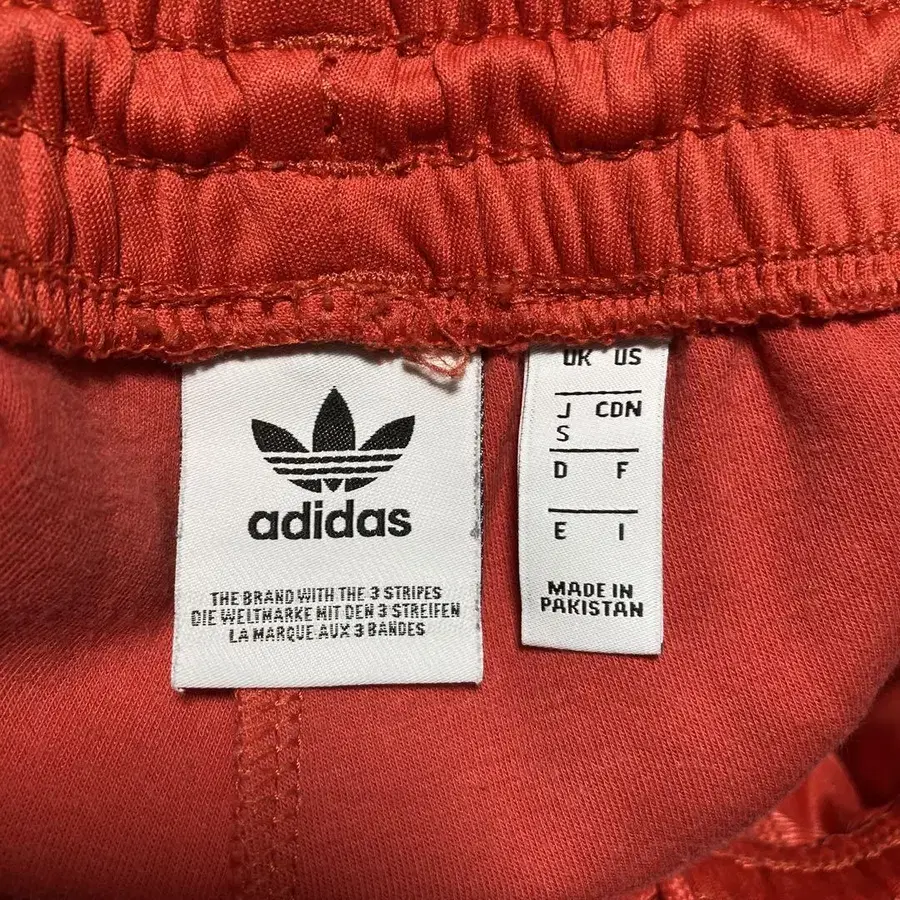 adidas
THE BRAND WITH THE 3 STRIPES
DIE WELTMARKE MIT DEN 3 STREIFEN
LA MARQUE AUX 3 BANDES
UK US
J CDN
S
D F
E I
MADE IN
PAKISTAN